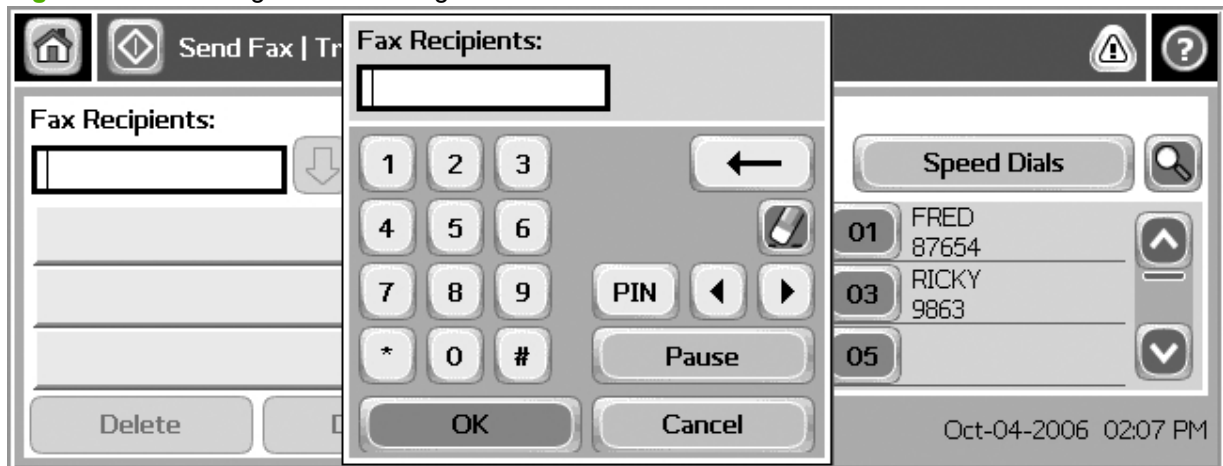 Send Fax | Tr
?
Fax Recipients:
Fax Recipients:
1 2 3
4 5 6
7 8 9
* 0 #
PIN
Pause
OK
Cancel
Speed Dials
01 FRED
87654
03 RICKY
9863
05
Delete
Oct-04-2006 02:07 PM